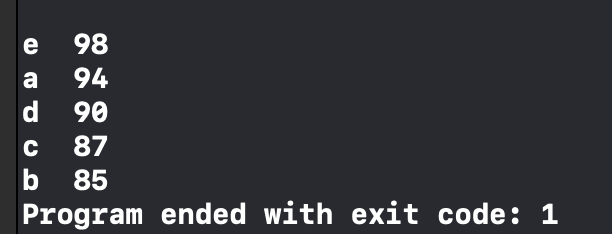 e  98
a  94
d  90
c  87
b  85
Program ended with exit code: 1